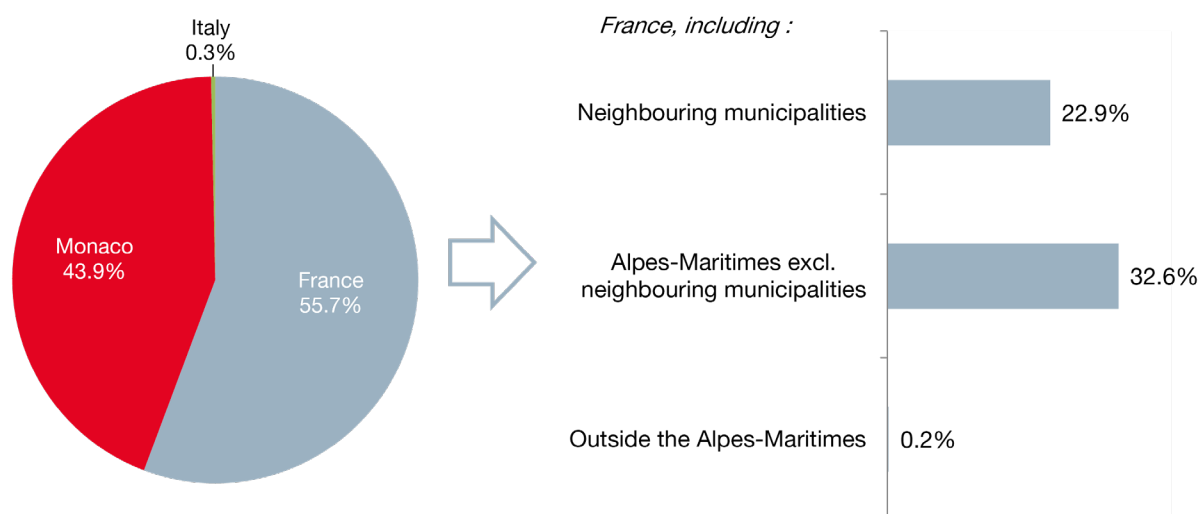 Italy
0.3%
Monaco
43.9%
France
55.7%
France, including :
Neighbouring municipalities
22.9%
Alpes-Maritimes excl.
neighbouring municipalities
32.6%
Outside the Alpes-Maritimes
0.2%